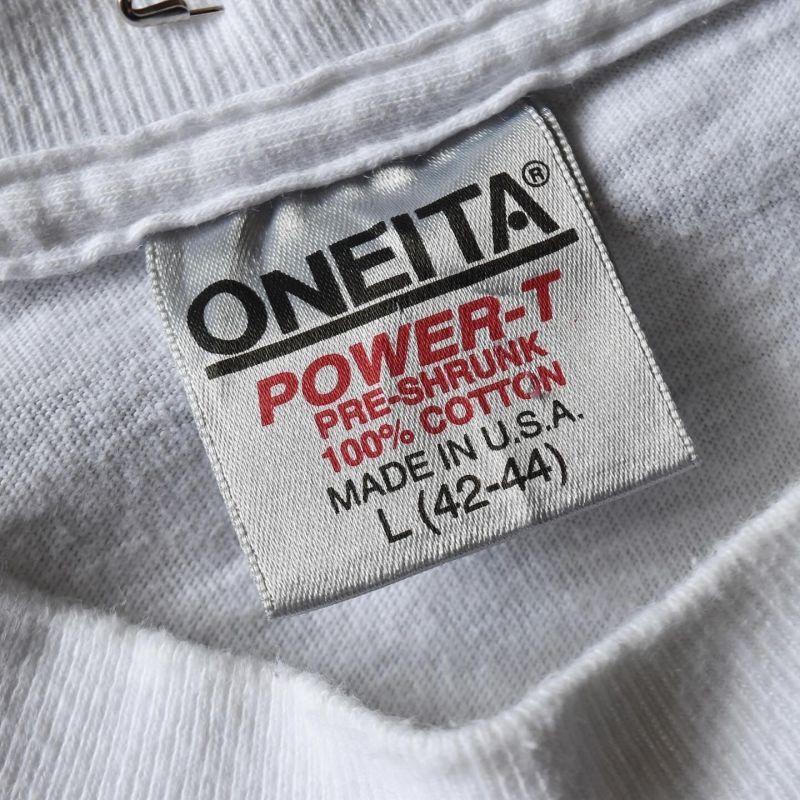 ONEITA®
POWER-T
PRE-SHRUNK
100% COTTON
MADE IN U.S.A.
L (42-44)